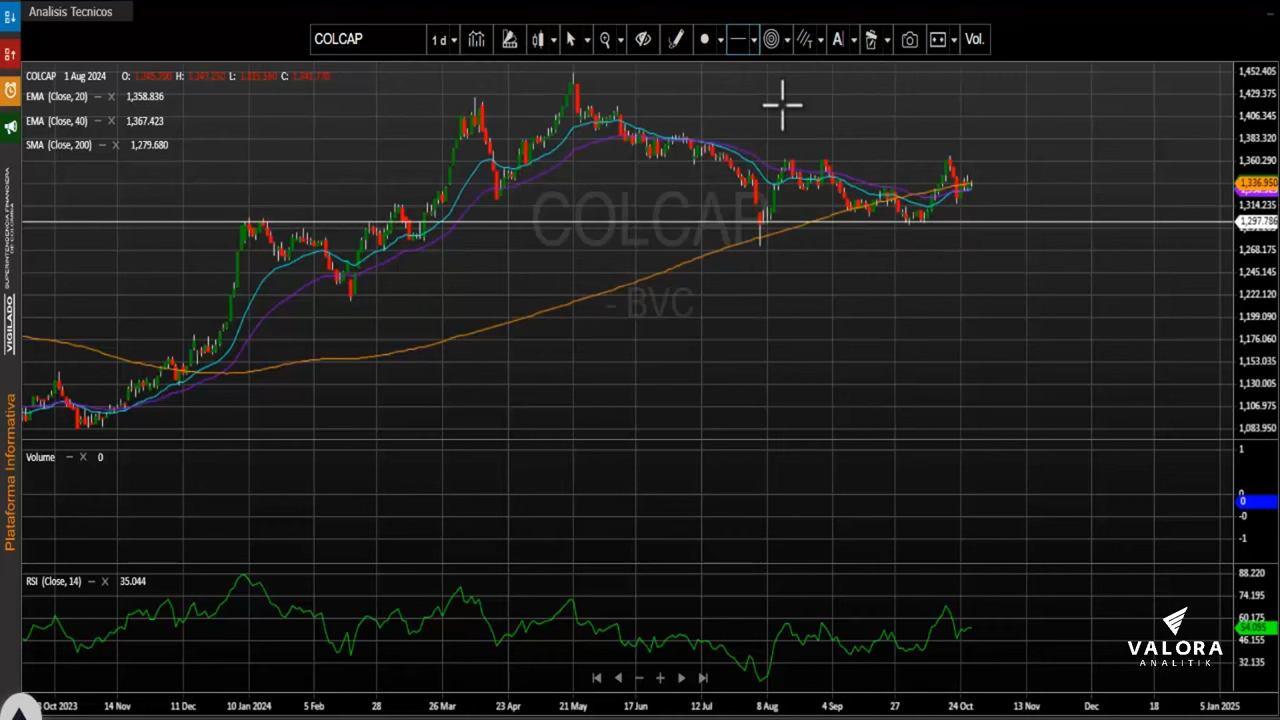 Analisis Tecnicos
COLCAP
1 d
A
Vol.
COLCAP 1 Aug 2024 O: H: L: C:
EMA (Close, 20) – X 1,358.836
EMA (Close, 40) – X 1,367.423
SMA (Close, 200) – X 1,279.680
COLCAP
- BVC
1,452.405
1,429.375
1,406.345
1,383.320
1,360.290
1,336.950
1,314.235
1,297.786
1,268.175
1,245.145
1,222.120
1,199.090
1,176.060
1,153.035
1,130.005
1,106.975
1,083.950
Volume – X 0
1
0
0
-0
-1
RSI (Close, 14) – X 35.044
88.220
74.195
60.175
54.095
46.155
32.135
Oct 2023
14 Nov
11 Dec
10 Jan 2024
5 Feb
28
26 Mar
23 Apr
21 May
17 Jun
12 Jul
8 Aug
4 Sep
27
24 Oct
13 Nov
Dec
18
5 Jan 2025
VIGILADO
SUPERINTENDENCIA FINANCIERA
DE COLOMBIA
Plataforma Informativa
VALORA
ANALITIK